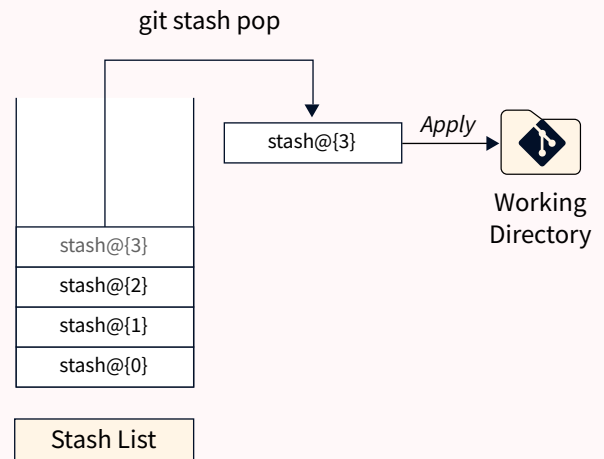 git stash pop
stash@{3}
Apply
Working
Directory
stash@{3}
stash@{2}
stash@{1}
stash@{0}
Stash List